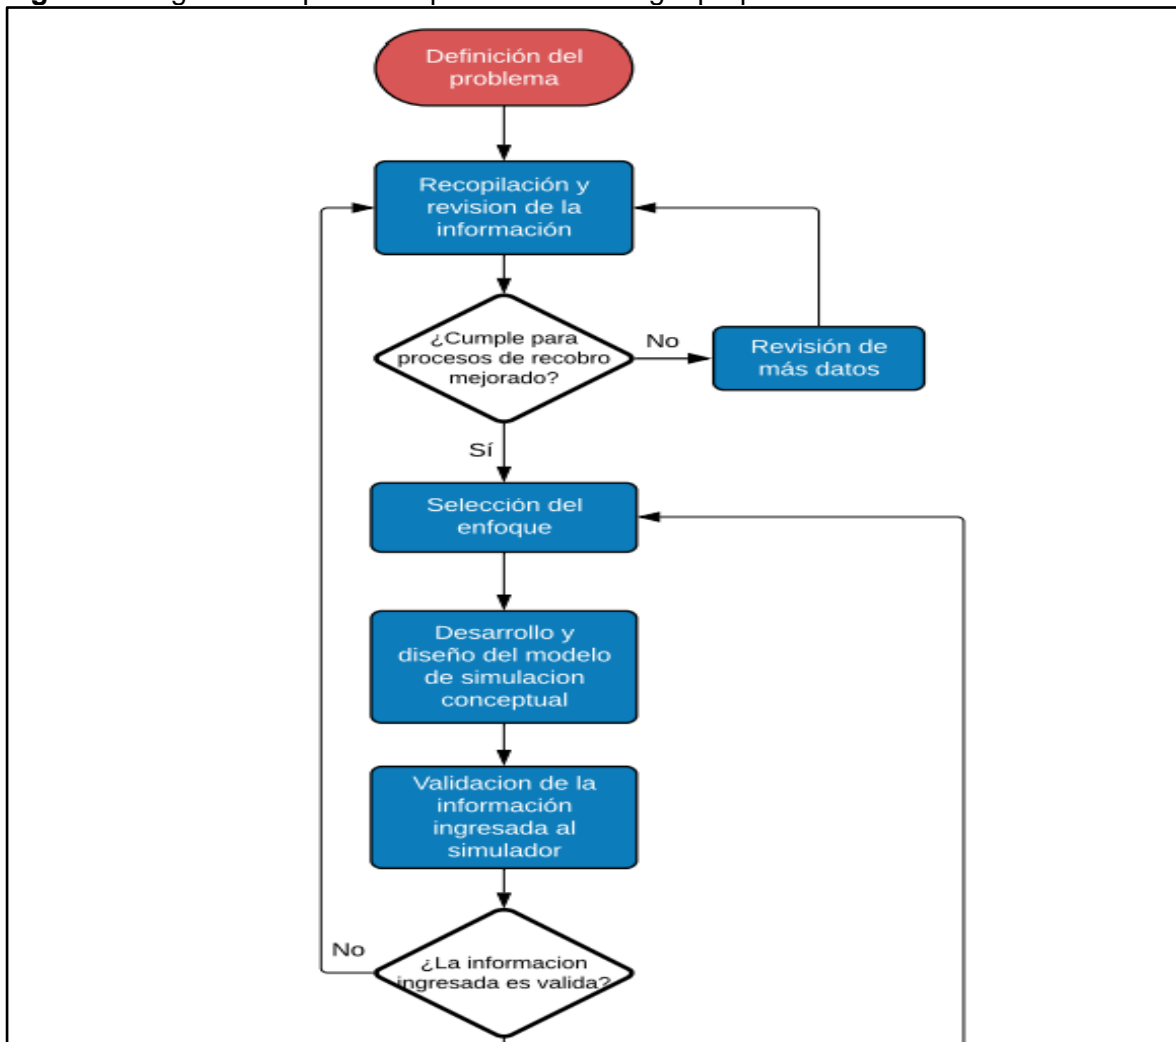 Definición del
problema
Recopilación y
revision de la
información
¿Cumple para
procesos de recobro
mejorado?
No
Revisión de
más datos
Sí
Selección del
enfoque
Desarrollo y
diseño del modelo
de simulacion
conceptual
Validacion de la
información
ingresada al
simulador
No
¿La informacion
ingresada es valida?